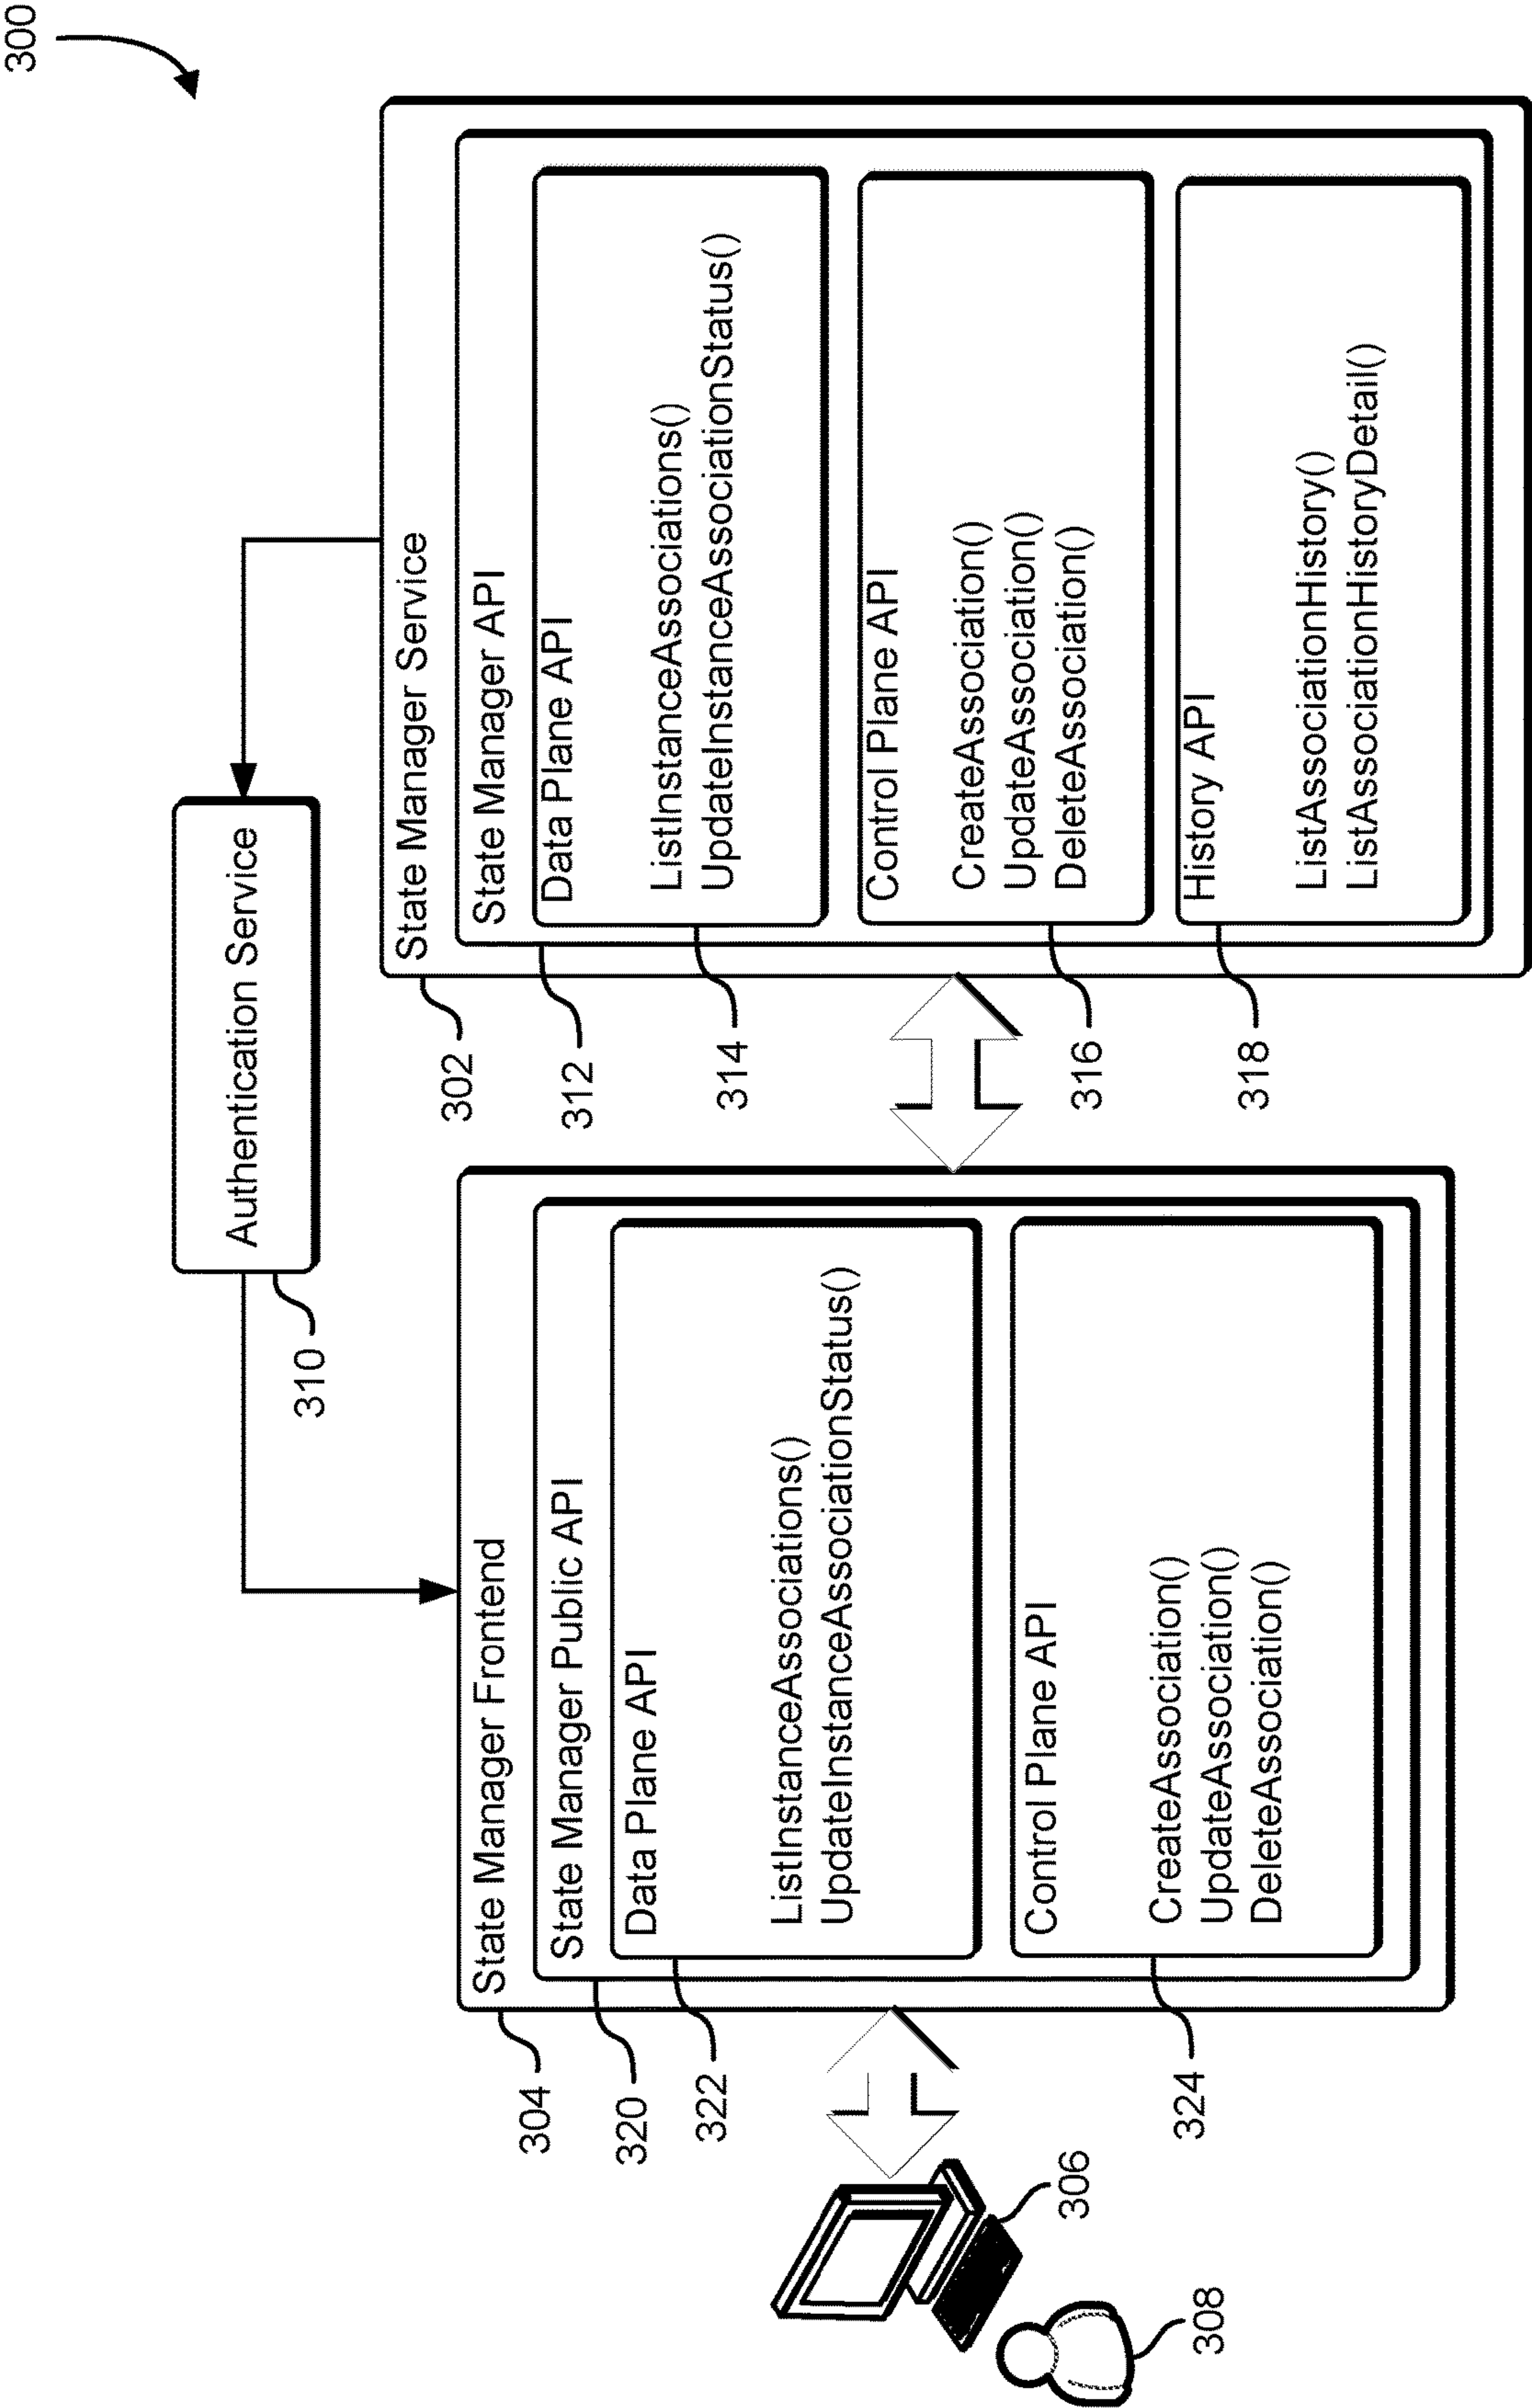 300
Authentication Service
310
State Manager Frontend
State Manager Public API
Data Plane API
ListInstanceAssociations()
UpdateInstanceAssociationStatus()
Control Plane API
CreateAssociation()
UpdateAssociation()
DeleteAssociation()
304
320
322
324
306
308
State Manager Service
State Manager API
Data Plane API
ListInstanceAssociations()
UpdateInstanceAssociationStatus()
Control Plane API
CreateAssociation()
UpdateAssociation()
DeleteAssociation()
History API
ListAssociationHistory()
ListAssociationHistoryDetail()
302
312
314
316
318